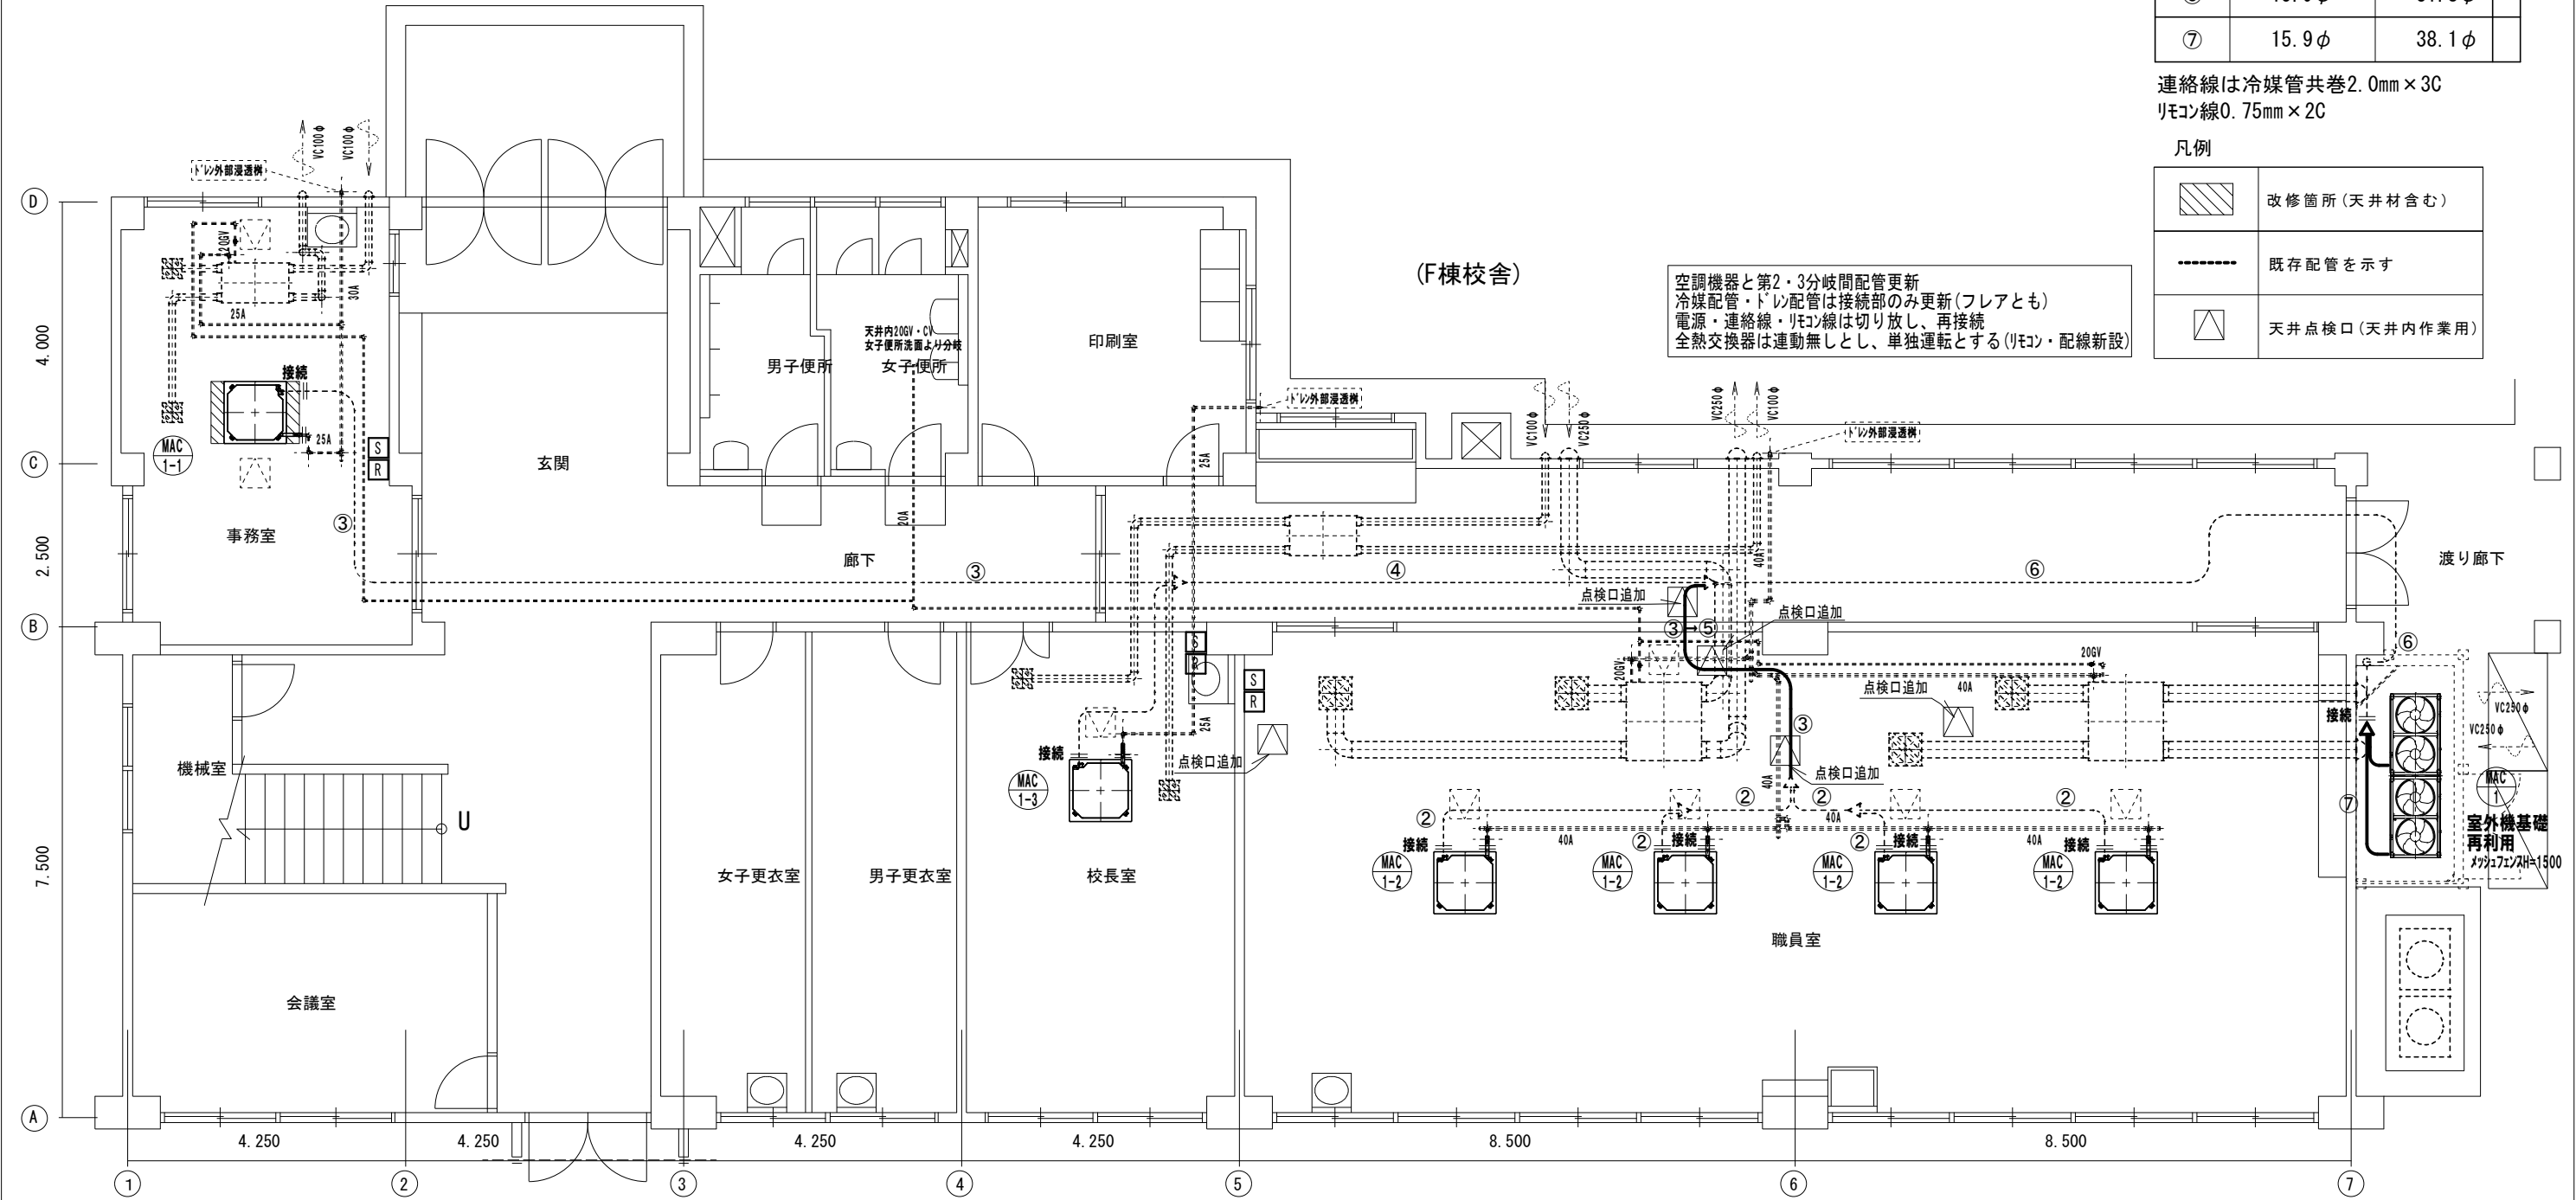 ⑦ 15.9φ 38.1φ
連絡線は冷媒管共巻2.0mm×3C
リモコン線0.75mm×2C
凡例
改修箇所(天井材含む)
既存配管を示す
天井点検口(天井内作業用)
(F棟校舎)
空調機器と第2・3分岐間配管更新
冷媒配管・ドレン配管は接続部のみ更新(フレアとも)
電源・連絡線・リモコン線は切り放し、再接続
全熱交換器は連動無しとし、単独運転とする(リモコン・配線新設)
VC100φ
VC100φ
ドレン外部浸透桝
D
20GV
30A
25A
4.000
接続
25A
MAC
1-1
S
R
C
事務室
③
2.500
B
玄関
男子便所
天井内20GV・CV
女子便所洗面より分岐
女子便所
印刷室
ドレン外部浸透桝
25A
20A
廊下
③
④
VC100φ
VC250φ
VC250φ
VC100φ
ドレン外部浸透桝
40A
⑥
渡り廊下
点検口追加
点検口追加
③
⑤
20GV
S
R
S
R
25A
20GV
40A
点検口追加
⑥
点検口追加
③
点検口追加
40A
接続
MAC
1-3
接続
VC250φ
VC250φ
MAC
1
⑦
室外機基礎
再利用
メッシュフェンスH=1500
機械室
U
7.500
②
②
②
②
②
②
40A
40A
40A
40A
接続
接続
接続
接続
MAC
1-2
MAC
1-2
MAC
1-2
MAC
1-2
女子更衣室
男子更衣室
校長室
職員室
会議室
A
4.250
4.250
4.250
4.250
8.500
8.500
①
②
③
④
⑤
⑥
⑦